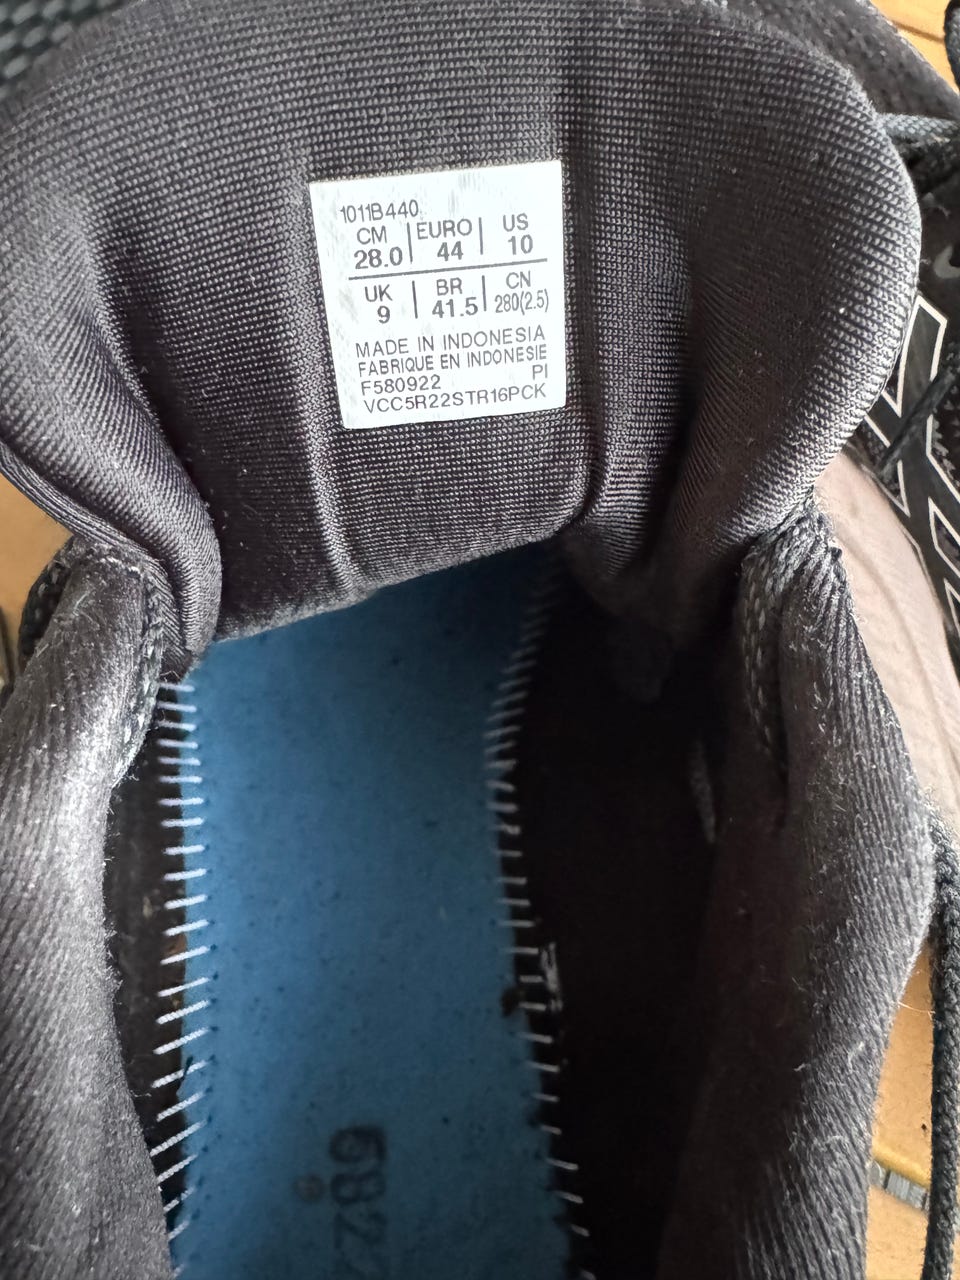 1011B440
CM | EURO | US
28.0 | 44 | 10
UK | BR | CN
9 | 41.5 | 280(2.5)
MADE IN INDONESIA
FABRIQUE EN INDONESIE
F580922 PI
VCC5R22STR16PCK